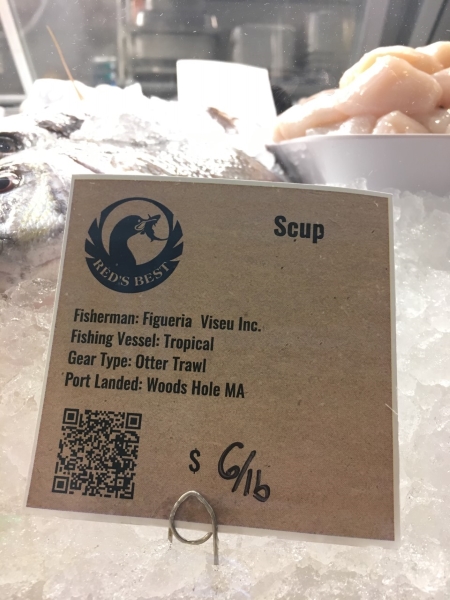 Scup
RED'S BEST
Fisherman: Figueria Viseu Inc.
Fishing Vessel: Tropical
Gear Type: Otter Trawl
Port Landed: Woods Hole MA
$ 6/lb